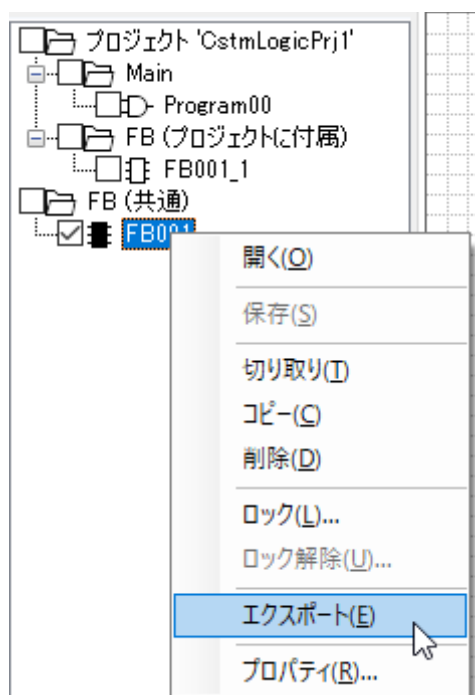 プロジェクト 'CstmLogicPrj1'
Main
Program00
FB (プロジェクトに付属)
FB001_1
FB (共通)
FB001
開く(O)
保存(S)
切り取り(T)
コピー(C)
削除(D)
ロック(L)...
ロック解除(U)...
エクスポート(E)
プロパティ(R)...